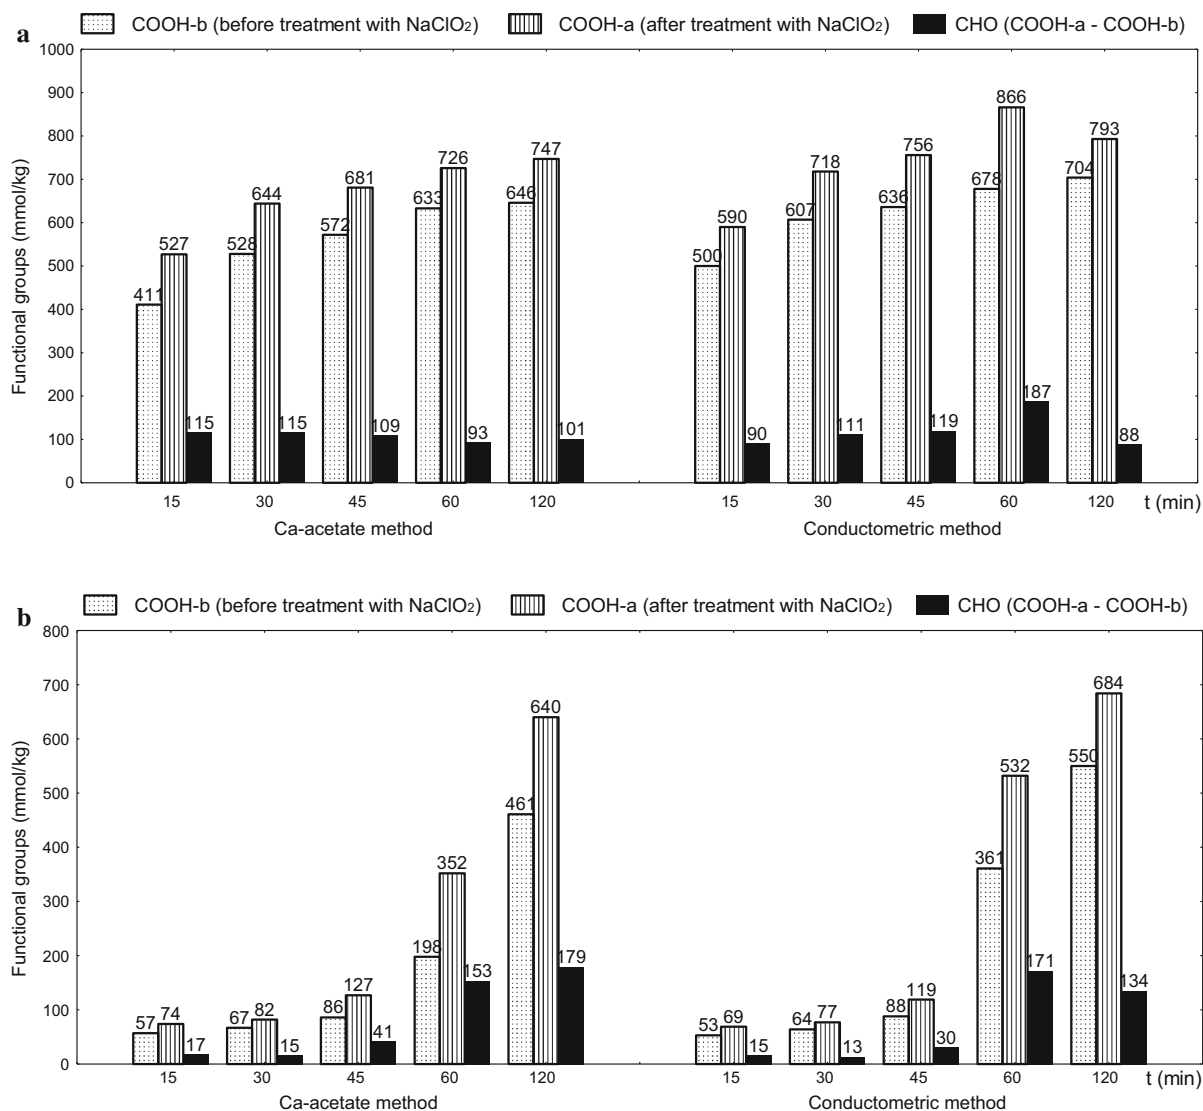 a
COOH-b (before treatment with NaClO2) COOH-a (after treatment with NaClO2) CHO (COOH-a - COOH-b)
Functional groups (mmol/kg)
1000
900
800
700
600
500
400
300
200
100
0
411 527 115 528 644 115 572 681 109 633 726 93 646 747 101 500 590 90 607 718 111 636 756 119 678 866 187 704 793 88
15 30 45 60 120 15 30 45 60 120 t (min)
Ca-acetate method Conductometric method
b
COOH-b (before treatment with NaClO2) COOH-a (after treatment with NaClO2) CHO (COOH-a - COOH-b)
Functional groups (mmol/kg)
800
700
600
500
400
300
200
100
0
57 74 17 67 82 15 86 127 41 198 352 153 461 640 179 53 69 15 64 77 13 88 119 30 361 532 171 550 684 134
15 30 45 60 120 15 30 45 60 120 t (min)
Ca-acetate method Conductometric method